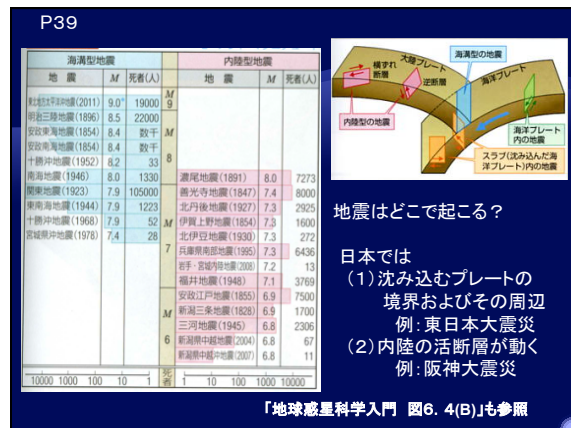 P39
海溝型地震
内陸型地震
地 震 M 死者(人)
M
地 震 M 死者(人)
東北地方太平洋沖地震(2011) 9.0* 19000
9
明治三陸地震(1896) 8.5 22000
安政東海地震(1854) 8.4 数千
M
安政南海地震(1854) 8.4 数千
十勝沖地震(1952) 8.2 33
8
南海地震(1946) 8.0 1330
濃尾地震(1891) 8.0 7273
関東地震(1923) 7.9 105000
善光寺地震(1847) 7.4 8000
東南海地震(1944) 7.9 1223
北丹後地震(1927) 7.3 2925
十勝沖地震(1968) 7.9 52
M
伊賀上野地震(1854) 7.3 1600
宮城県沖地震(1978) 7.4 28
北伊豆地震(1930) 7.3 272
7
兵庫県南部地震(1995) 7.3 6436
岩手・宮城内陸地震(2008) 7.2 13
福井地震(1948) 7.1 3769
安政江戸地震(1855) 6.9 7500
M
新潟三条地震(1828) 6.9 1700
三河地震(1945) 6.8 2306
6
新潟県中越地震(2004) 6.8 67
新潟県中越沖地震(2007) 6.8 11
10000 1000 100 10 1
死者
1 10 100 1000 10000
海溝型の地震
大陸プレート
横ずれ断層
逆断層
海洋プレート
内陸型の地震
海洋プレート内の地震
スラブ(沈み込んだ海洋プレート)内の地震
地震はどこで起こる?
日本では
(1)沈み込むプレートの
境界およびその周辺
例:東日本大震災
(2)内陸の活断層が動く
例:阪神大震災
「地球惑星科学入門 図6.4(B)」も参照